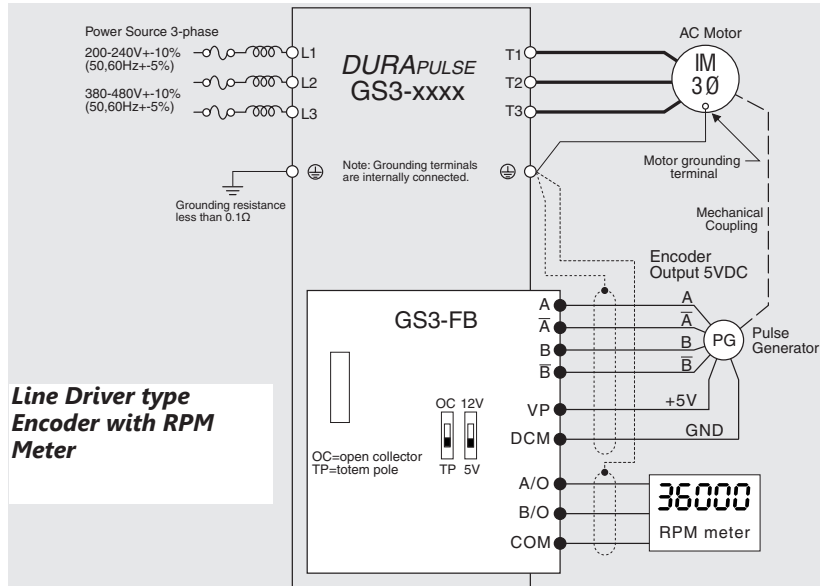 Power Source 3-phase
200-240V+-10%
(50,60Hz+-5%)
380-480V+-10%
(50,60Hz+-5%)
L1
L2
L3
DURAPULSE
GS3-xxxx
T1
T2
T3
AC Motor
IM
3Ø
Note: Grounding terminals
are internally connected.
Grounding resistance
less than 0.1Ω
Motor grounding
terminal
Mechanical
Coupling
Encoder
Output 5VDC
GS3-FB
A
A̅
B
B̅
VP
DCM
A/O
B/O
COM
A
A̅
B
B̅
+5V
GND
PG
Pulse
Generator
OC 12V
TP 5V
OC=open collector
TP=totem pole
Line Driver type
Encoder with RPM
Meter
36000
RPM meter